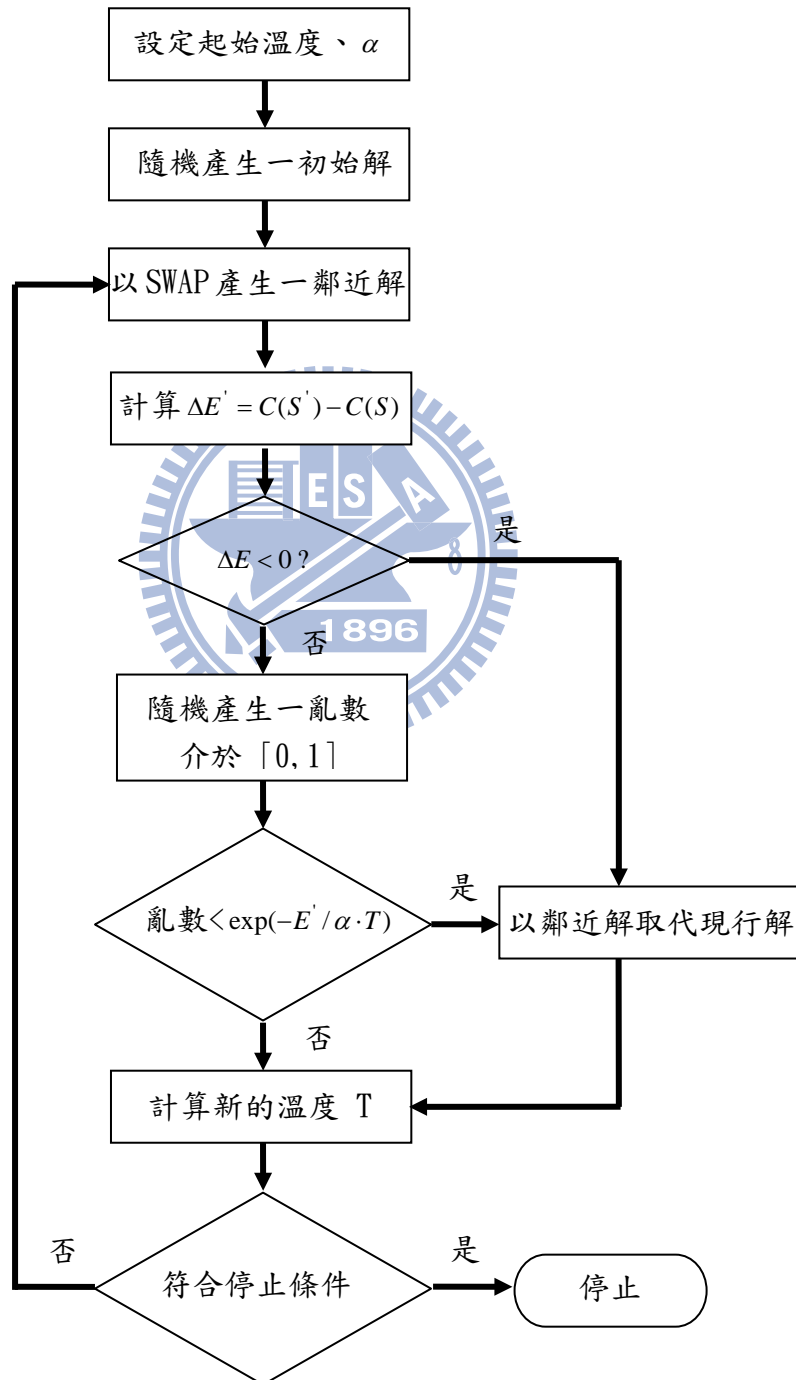 設定起始溫度、α
隨機產生一初始解
以SWAP產生一鄰近解
計算 ΔE' = C(S') − C(S)
E S A
ΔE < 0 ?
是
1896
否
隨機產生一亂數
介於 ⌈0,1⌉
亂數<exp(−E' / α · T)
是
以鄰近解取代現行解
否
計算新的溫度 T
否
符合停止條件
是
停止